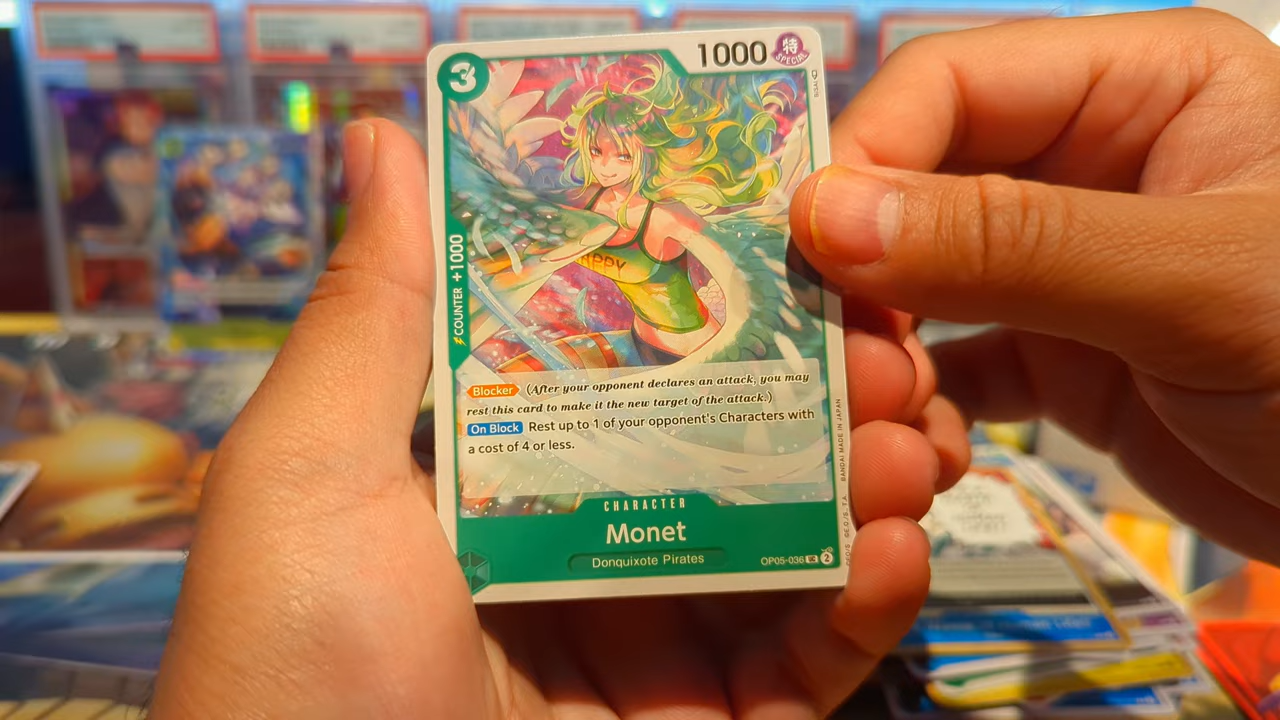 3
1000
特
SPECIAL
COUNTER +1000
APPY
Blocker (After your opponent declares an attack, you may
rest this card to make it the new target of the attack.)
On Block Rest up to 1 of your opponent's Characters with
a cost of 4 or less.
CHARACTER
Monet
Donquixote Pirates
OP05-036 UC 2
BANDAI MADE IN JAPAN